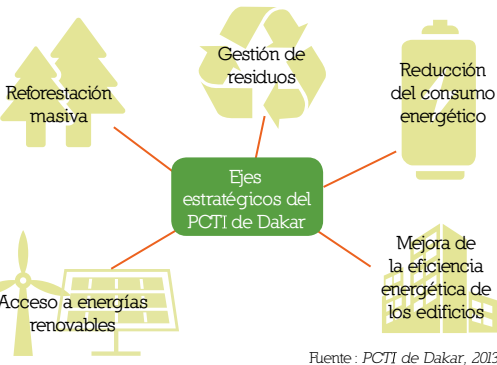 Gestión de
residuos
Reforestación
masiva
Reducción
del consumo
energético
Ejes
estratégicos del
PCTI de Dakar
Acceso a energías
renovables
Mejora de
la eficiencia
energética de
los edificios
Fuente : PCTI de Dakar, 2013